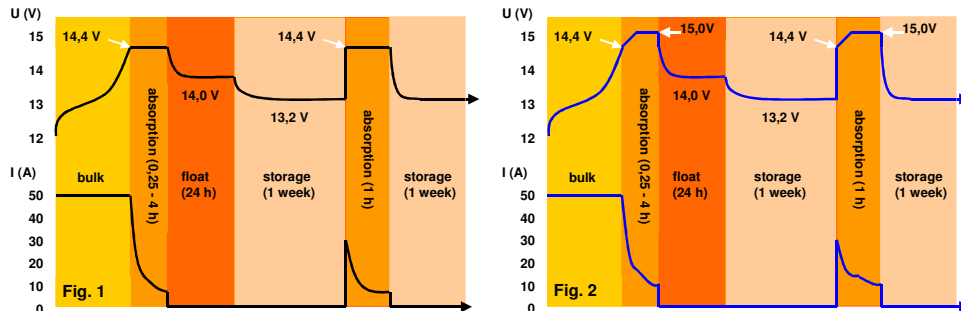 U (V)
15
14
13
12
I (A)
50
40
30
20
10
0
14,4 V
14,0 V
13,2 V
14,4 V
bulk
absorption (0,25 - 4 h)
float
(24 h)
storage
(1 week)
absorption (1 h)
storage
(1 week)
Fig. 1
U (V)
15
14
13
12
I (A)
50
40
30
20
10
0
14,4 V
15,0V
14,0 V
13,2 V
14,4 V
15,0V
bulk
absorption (0,25 - 4 h)
float
(24 h)
storage
(1 week)
absorption (1 h)
storage
(1 week)
Fig. 2